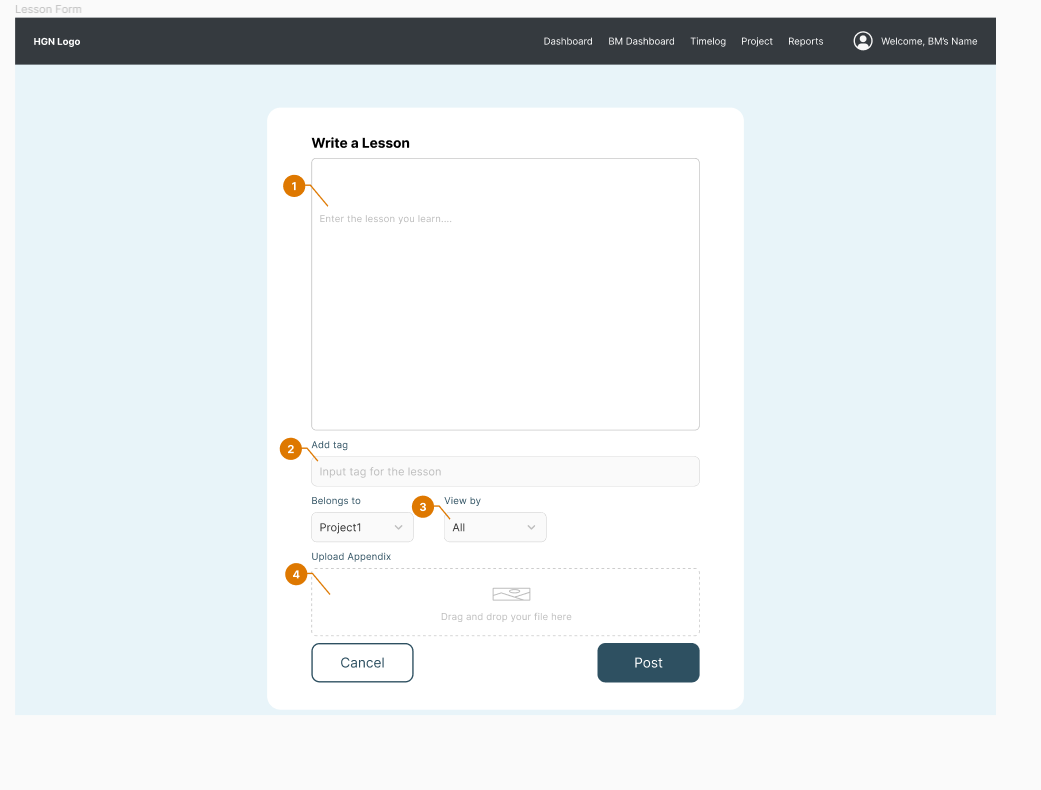 Lesson Form
HGN Logo Dashboard BM Dashboard Timelog Project Reports Welcome, BM's Name
Write a Lesson
1
Enter the lesson you learn....
2 Add tag
Input tag for the lesson
Belongs to 3 View by
Project1 All
Upload Appendix
4
Drag and drop your file here
Cancel Post